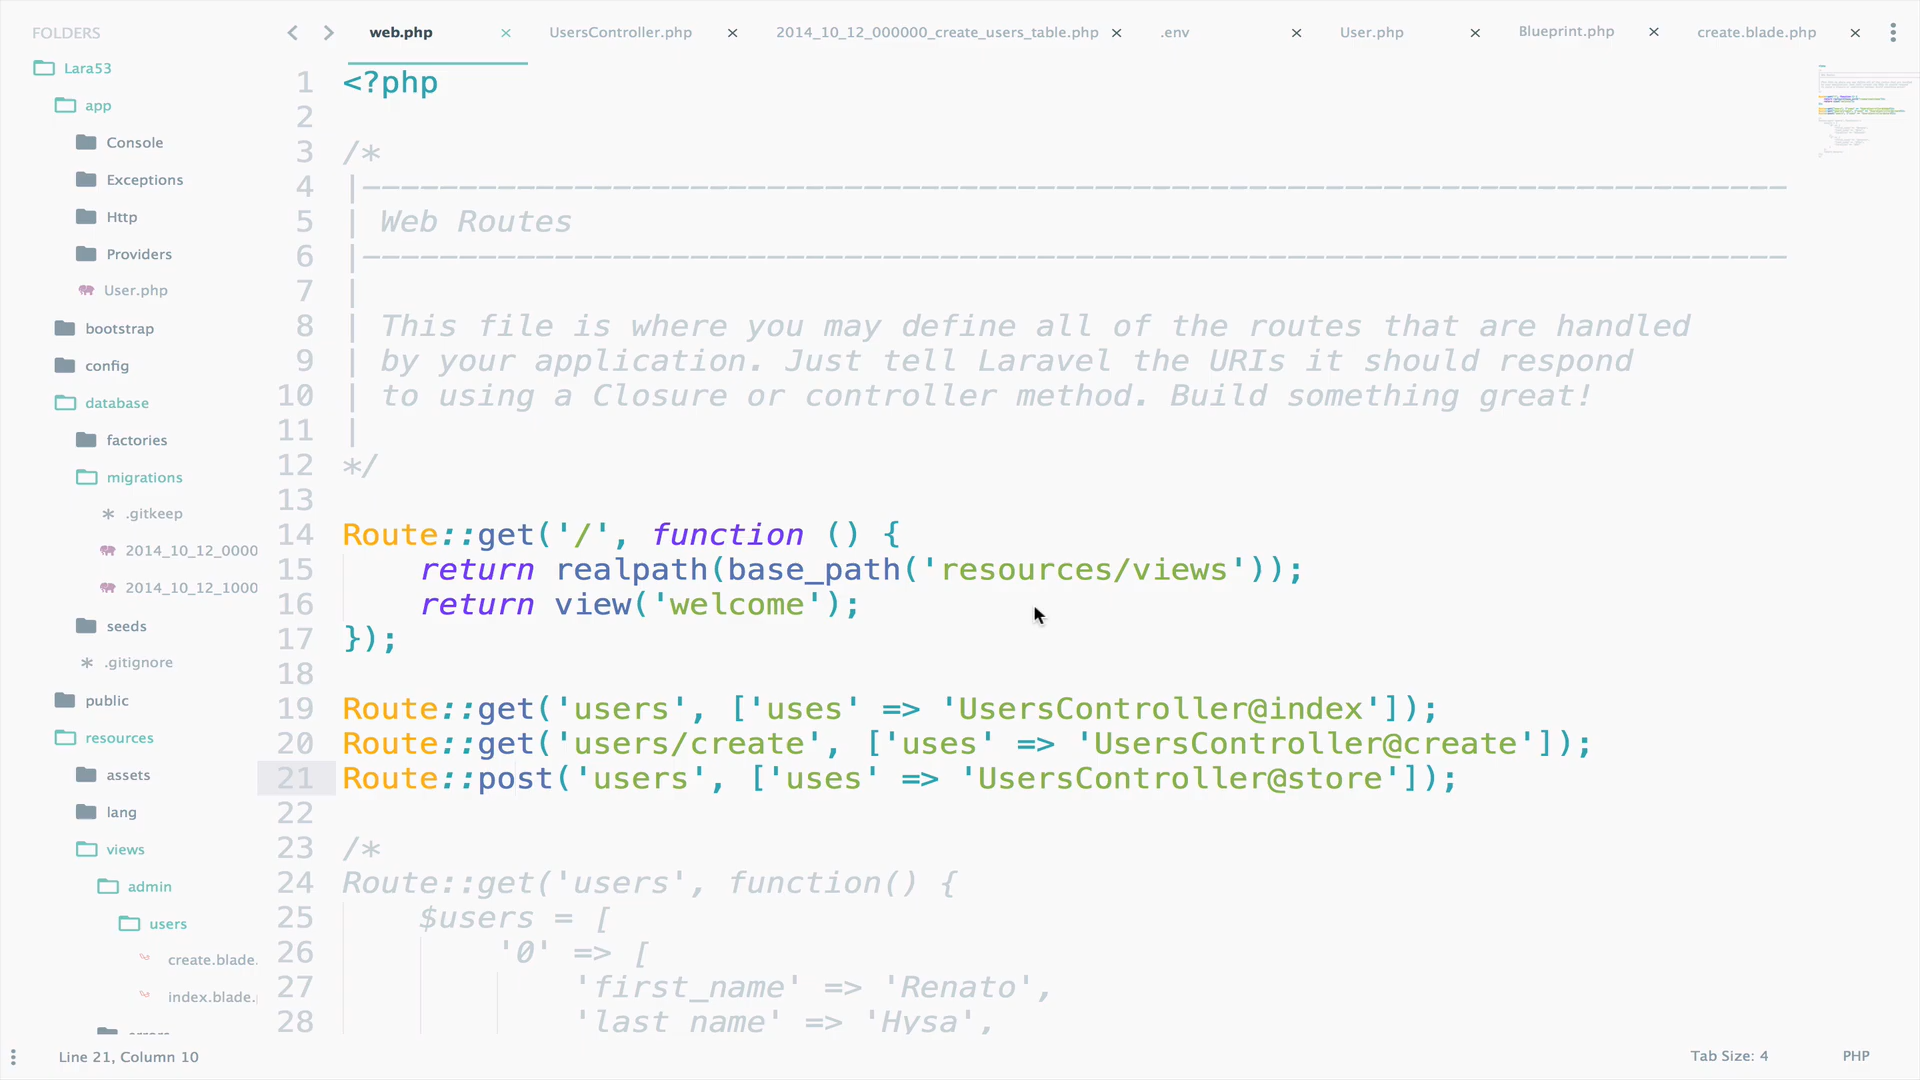 FOLDERS
Lara53
app
Console
Exceptions
Http
Providers
User.php
bootstrap
config
database
factories
migrations
.gitkeep
2014_10_12_0000
2014_10_12_1000
seeds
.gitignore
public
resources
assets
lang
views
admin
users
create.blade.
index.blade.
web.php
UsersController.php
2014_10_12_000000_create_users_table.php
.env
User.php
Blueprint.php
create.blade.php
1 <?php
2
3 /*
4 |--------------------------------------------------------------------------
5 | Web Routes
6 |--------------------------------------------------------------------------
7 |
8 | This file is where you may define all of the routes that are handled
9 | by your application. Just tell Laravel the URIs it should respond
10 | to using a Closure or controller method. Build something great!
11 |
12 */
13
14 Route::get('/', function () {
15     return realpath(base_path('resources/views'));
16     return view('welcome');
17 });
18
19 Route::get('users', ['uses' => 'UsersController@index']);
20 Route::get('users/create', ['uses' => 'UsersController@create']);
21 Route::post('users', ['uses' => 'UsersController@store']);
22
23 /*
24 Route::get('users', function() {
25     $users = [
26         '0' => [
27             'first_name' => 'Renato',
28             'last_name' => 'Hysa',
Line 21, Column 10
Tab Size: 4
PHP